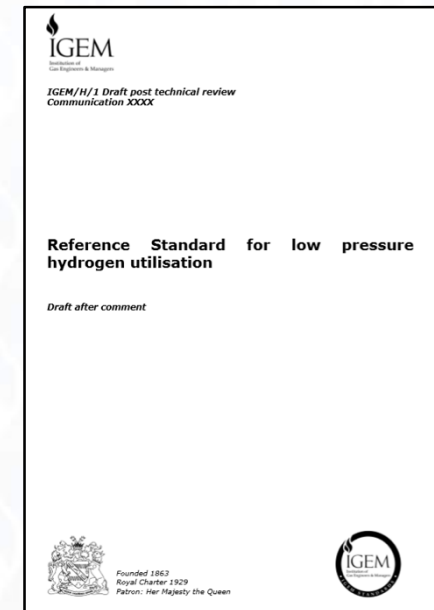 IGEM
Institution of
Gas Engineers & Managers
IGEM/H/1 Draft post technical review
Communication XXXX
Reference Standard for low pressure
hydrogen utilisation
Draft after comment
Founded 1863
Royal Charter 1929
Patron: Her Majesty the Queen
IGEM